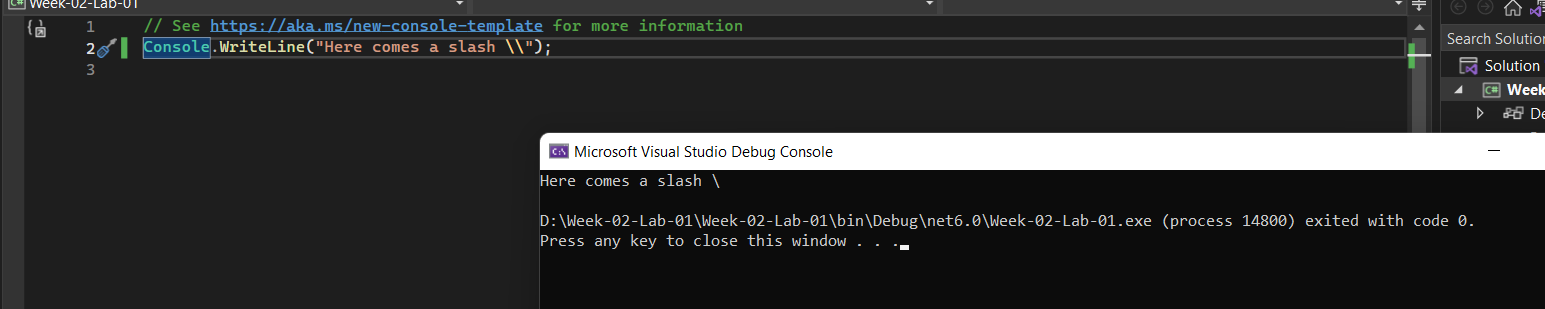 Week-02-Lab-01
1 // See https://aka.ms/new-console-template for more information
2 Console.WriteLine("Here comes a slash \\");
3
Search Solution
Solution
C# Week
De
C:\ Microsoft Visual Studio Debug Console
Here comes a slash \
D:\Week-02-Lab-01\Week-02-Lab-01\bin\Debug\net6.0\Week-02-Lab-01.exe (process 14800) exited with code 0.
Press any key to close this window . . .